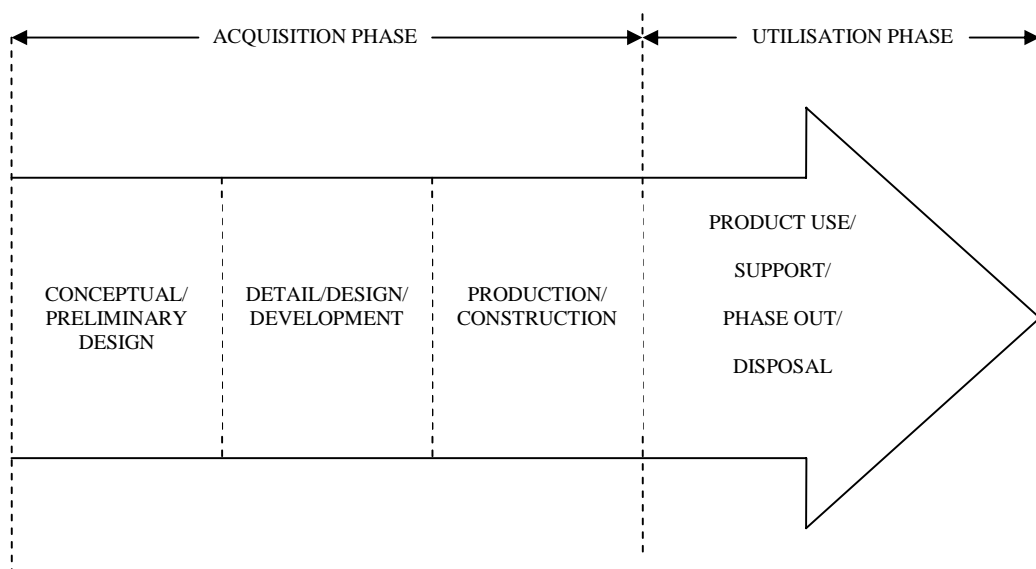 ACQUISITION PHASE
UTILISATION PHASE
CONCEPTUAL/
PRELIMINARY
DESIGN
DETAIL/DESIGN/
DEVELOPMENT
PRODUCTION/
CONSTRUCTION
PRODUCT USE/
SUPPORT/
PHASE OUT/
DISPOSAL